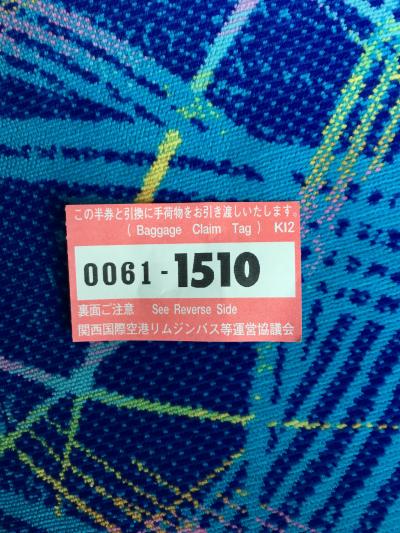 この半券と引換に手荷物をお引き渡しいたします。
( Baggage Claim Tag ) KI2
0061-1510
裏面ご注意 See Reverse Side
関西国際空港リムジンバス等運営協議会